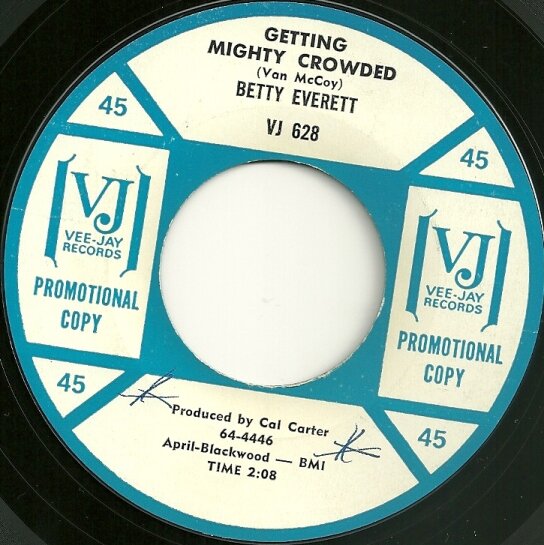 GETTING
MIGHTY CROWDED
(Van McCoy)
BETTY EVERETT
VJ 628
45
45
VJ
VEE-JAY
RECORDS
PROMOTIONAL
COPY
VJ
VEE-JAY
RECORDS
PROMOTIONAL
COPY
45
45
Produced by Cal Carter
64-4446
April-Blackwood — BMI
TIME 2:08